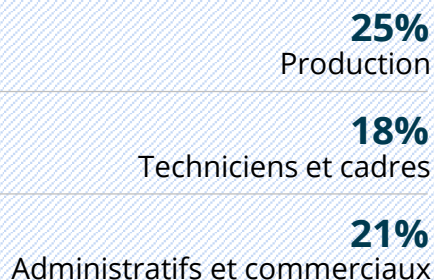 25%
Production
18%
Techniciens et cadres
21%
Administratifs et commerciaux